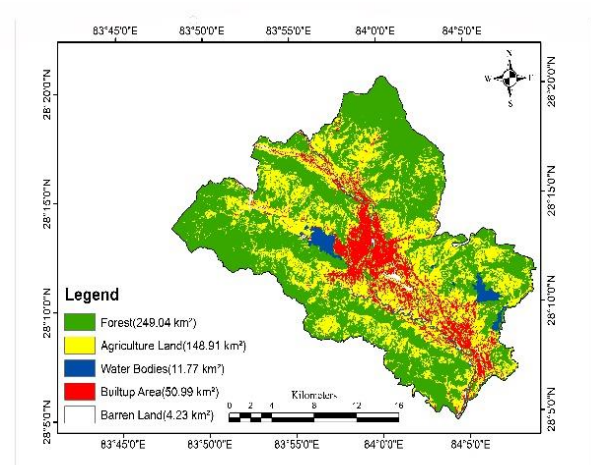 83°45'0"E 83°50'0"E 83°55'0"E 84°0'0"E 84°5'0"E
N
W E
S
28°20'0"N 28°20'0"N
28°15'0"N 28°15'0"N
28°10'0"N 28°10'0"N
28°5'0"N 28°5'0"N
Legend
Forest(249.04 km²)
Agriculture Land(148.91 km²)
Water Bodies(11.77 km²)
Builtup Area(50.99 km²)
Barren Land(4.23 km²)
Kilometers
0 2 4 8 12 16
83°45'0"E 83°50'0"E 83°55'0"E 84°0'0"E 84°5'0"E